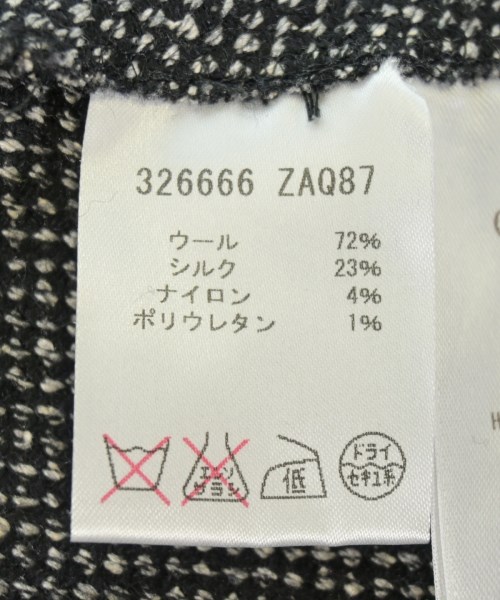 326666 ZAQ87
ウール 72%
シルク 23%
ナイロン 4%
ポリウレタン 1%
エンソ
サラシ
低
ドライ
セキユ系
H